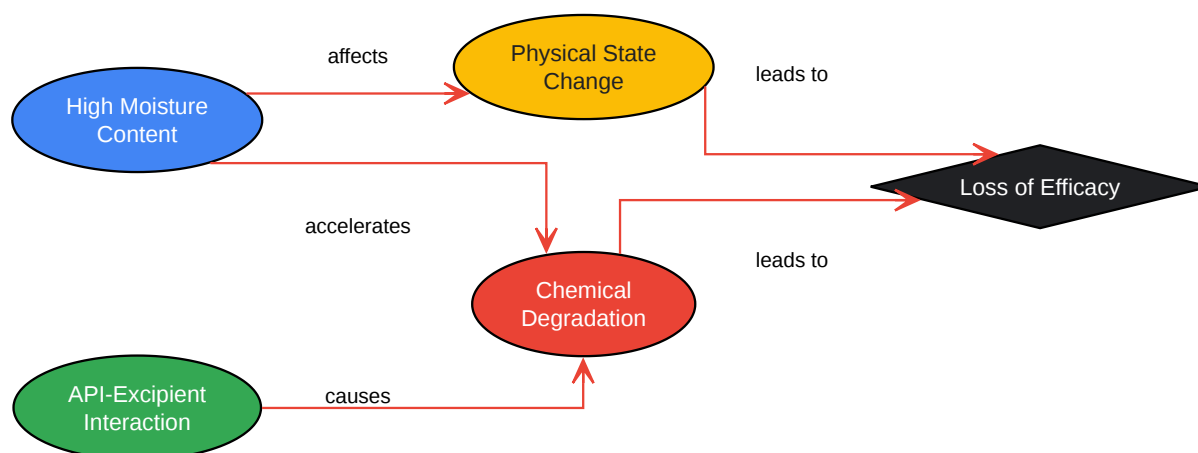 affects
Physical State
Change
leads to
High Moisture
Content
Loss of Efficacy
accelerates
leads to
Chemical
Degradation
API-Excipient
Interaction
causes